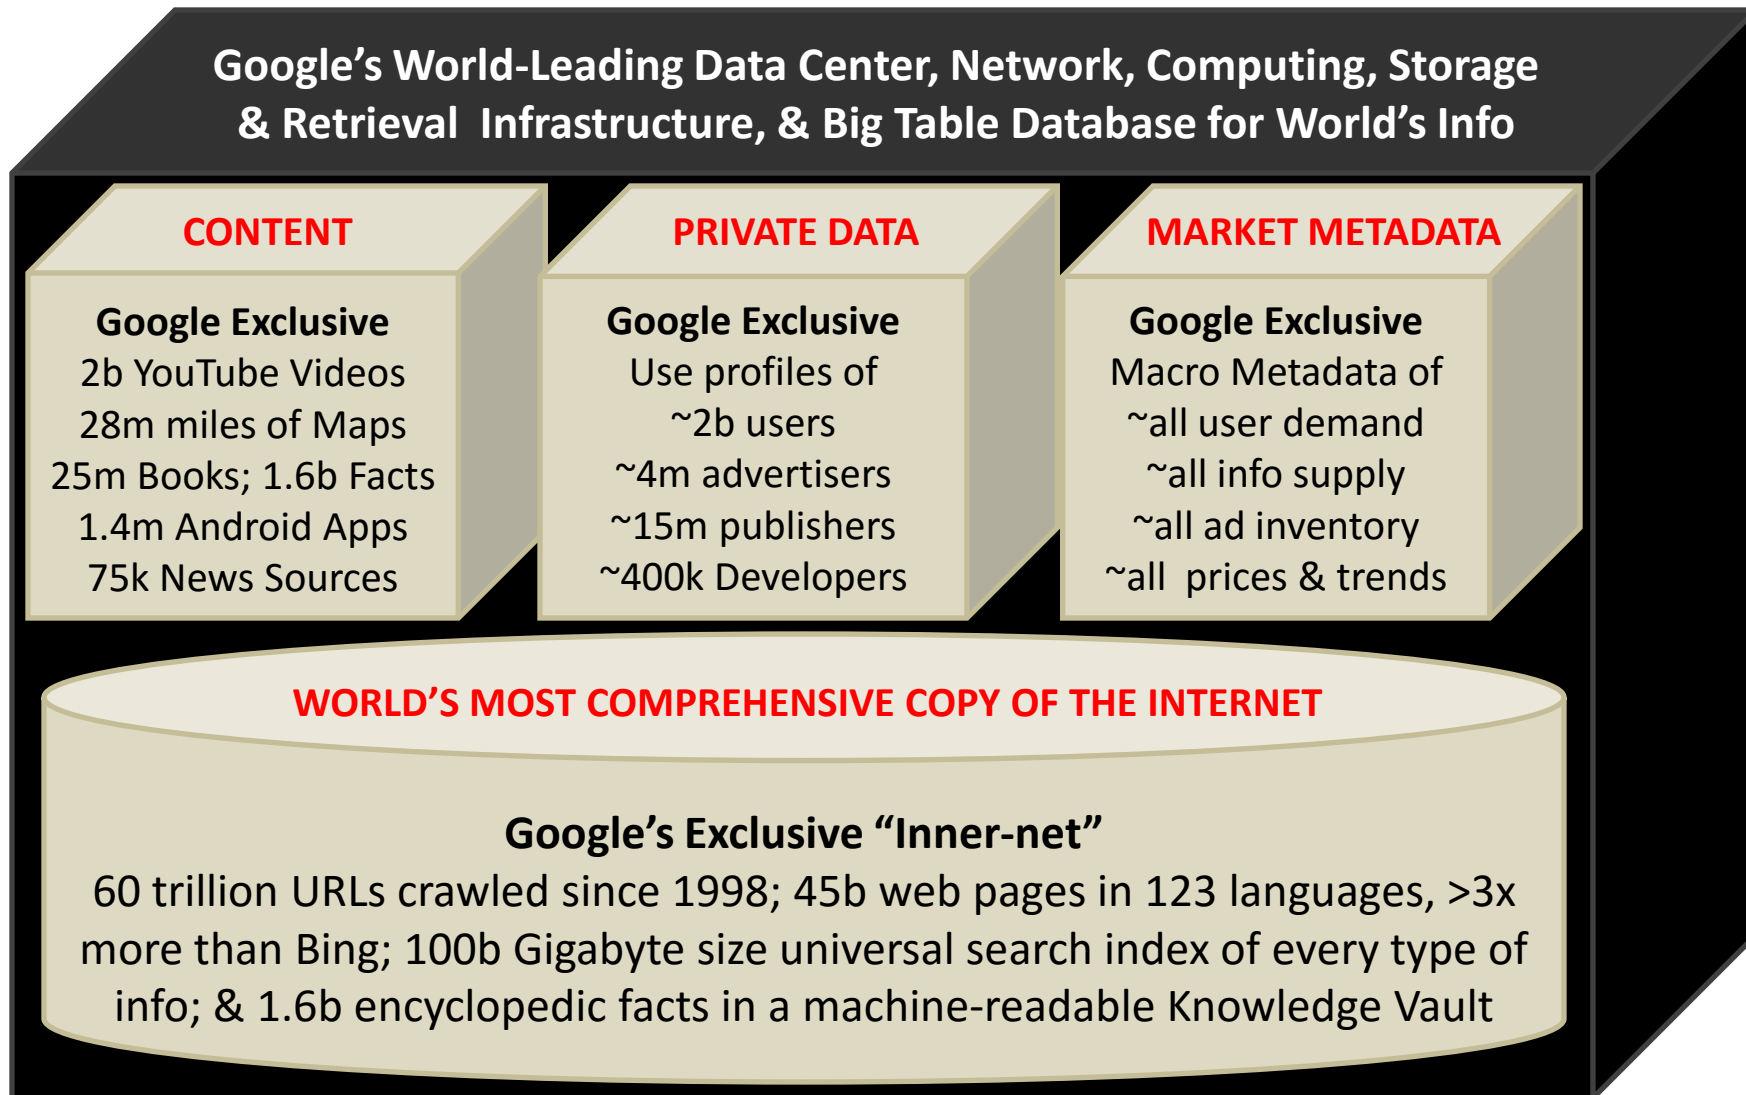 Google’s World-Leading Data Center, Network, Computing, Storage
& Retrieval  Infrastructure, & Big Table Database for World’s Info
CONTENT
Google Exclusive
2b YouTube Videos
28m miles of Maps
25m Books; 1.6b Facts
1.4m Android Apps
75k News Sources
PRIVATE DATA
Google Exclusive
Use profiles of
~2b users
~4m advertisers
~15m publishers
~400k Developers
MARKET METADATA
Google Exclusive
Macro Metadata of
~all user demand
~all info supply
~all ad inventory
~all  prices & trends
WORLD’S MOST COMPREHENSIVE COPY OF THE INTERNET
Google’s Exclusive “Inner-net”
60 trillion URLs crawled since 1998; 45b web pages in 123 languages, >3x
more than Bing; 100b Gigabyte size universal search index of every type of
info; & 1.6b encyclopedic facts in a machine-readable Knowledge Vault